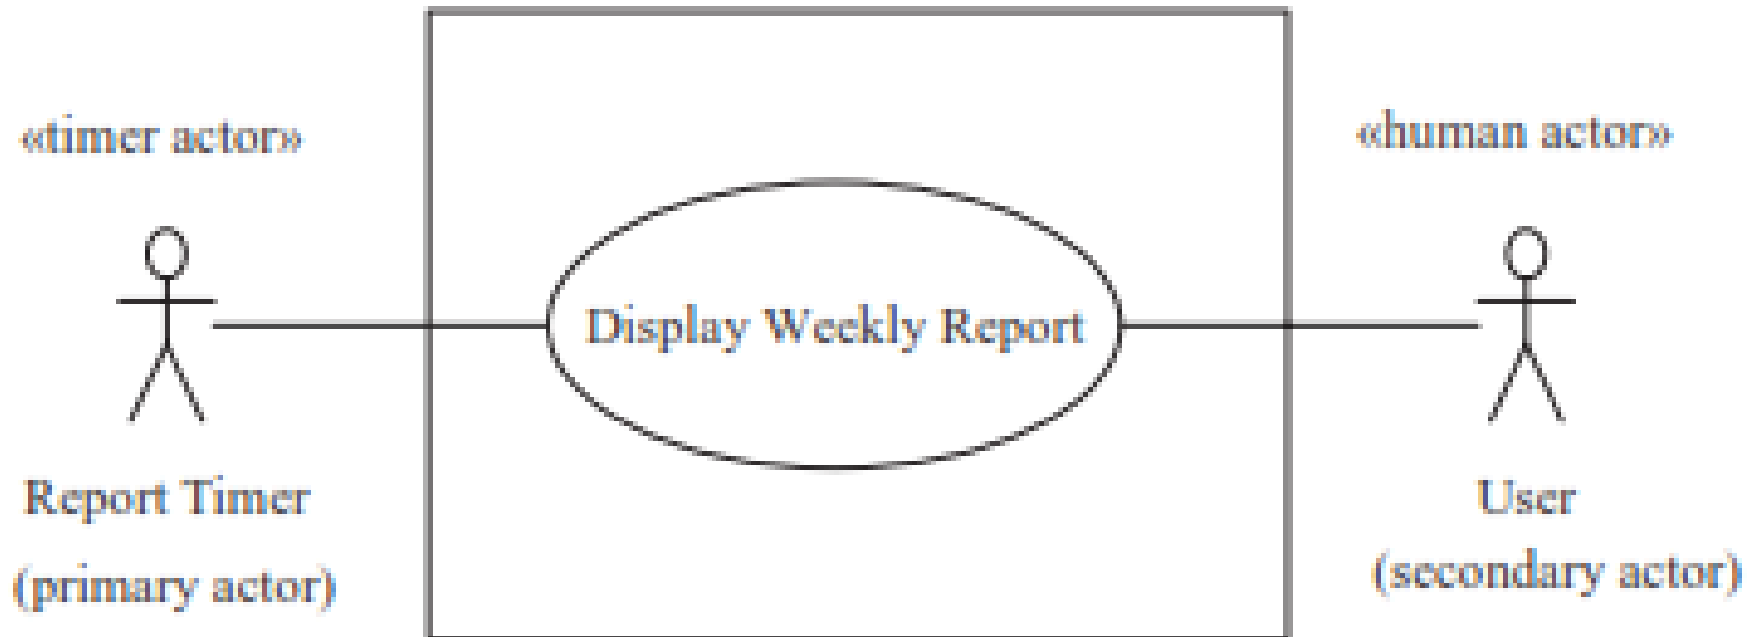 «timer actor»
Report Timer
(primary actor)
Display Weekly Report
«human actor»
User
(secondary actor)